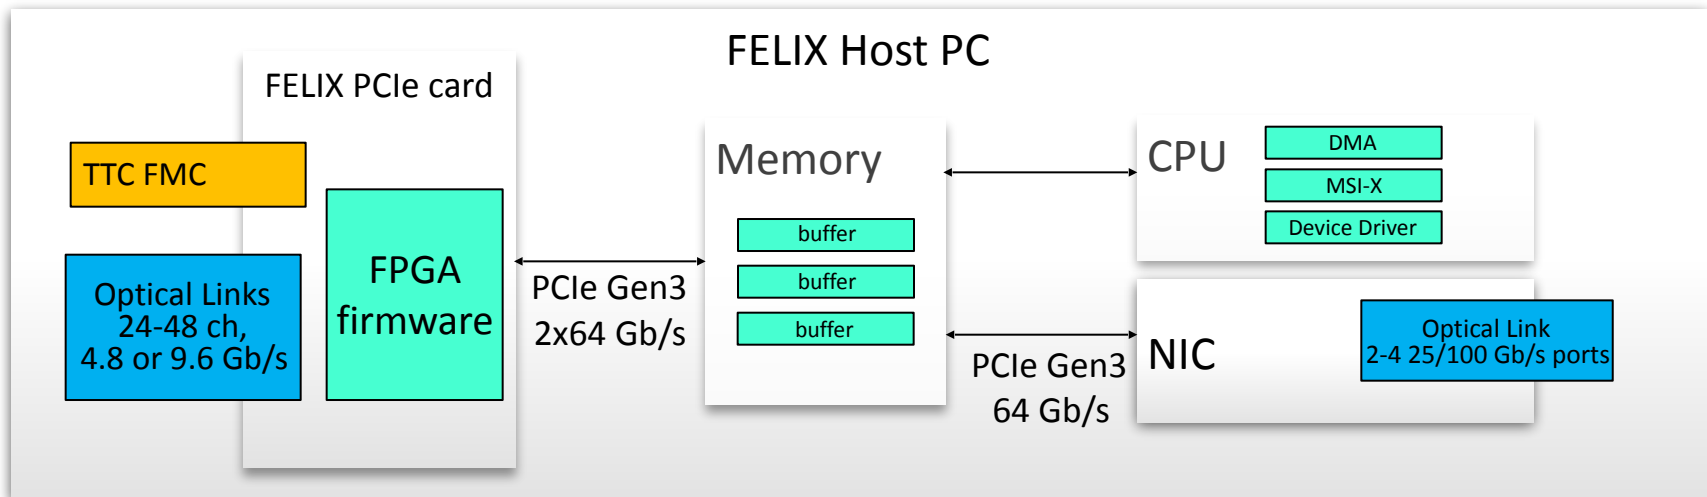 FELIX Host PC
FELIX PCIe card
TTC FMC
Optical Links
24-48 ch,
4.8 or 9.6 Gb/s
FPGA
firmware
PCIe Gen3
2x64 Gb/s
Memory
buffer
buffer
buffer
PCIe Gen3
64 Gb/s
CPU
DMA
MSI-X
Device Driver
NIC
Optical Link
2-4 25/100 Gb/s ports